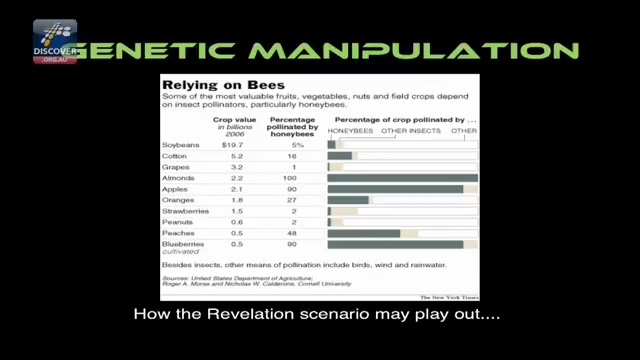 DISCOVER
.ORG.AU
GENETIC MANIPULATION
Relying on Bees
Some of the most valuable fruits, vegetables, nuts and field crops depend
on insect pollinators, particularly honeybees.
Crop value in billions 2006 Percentage pollinated by honeybees Percentage of crop pollinated by ...
HONEYBEES OTHER INSECTS OTHER
Soybeans $19.7 5%
Cotton 5.2 16
Grapes 3.2 1
Almonds 2.2 100
Apples 2.1 90
Oranges 1.8 27
Strawberries 1.5 2
Peanuts 0.6 2
Peaches 0.5 48
Blueberries 0.5 90
cultivated
Besides insects, other means of pollination include birds, wind and rainwater.
Sources: United States Department of Agriculture;
Roger A. Morse and Nicholas W. Calderone, Cornell University.
The New York Times
How the Revelation scenario may play out....